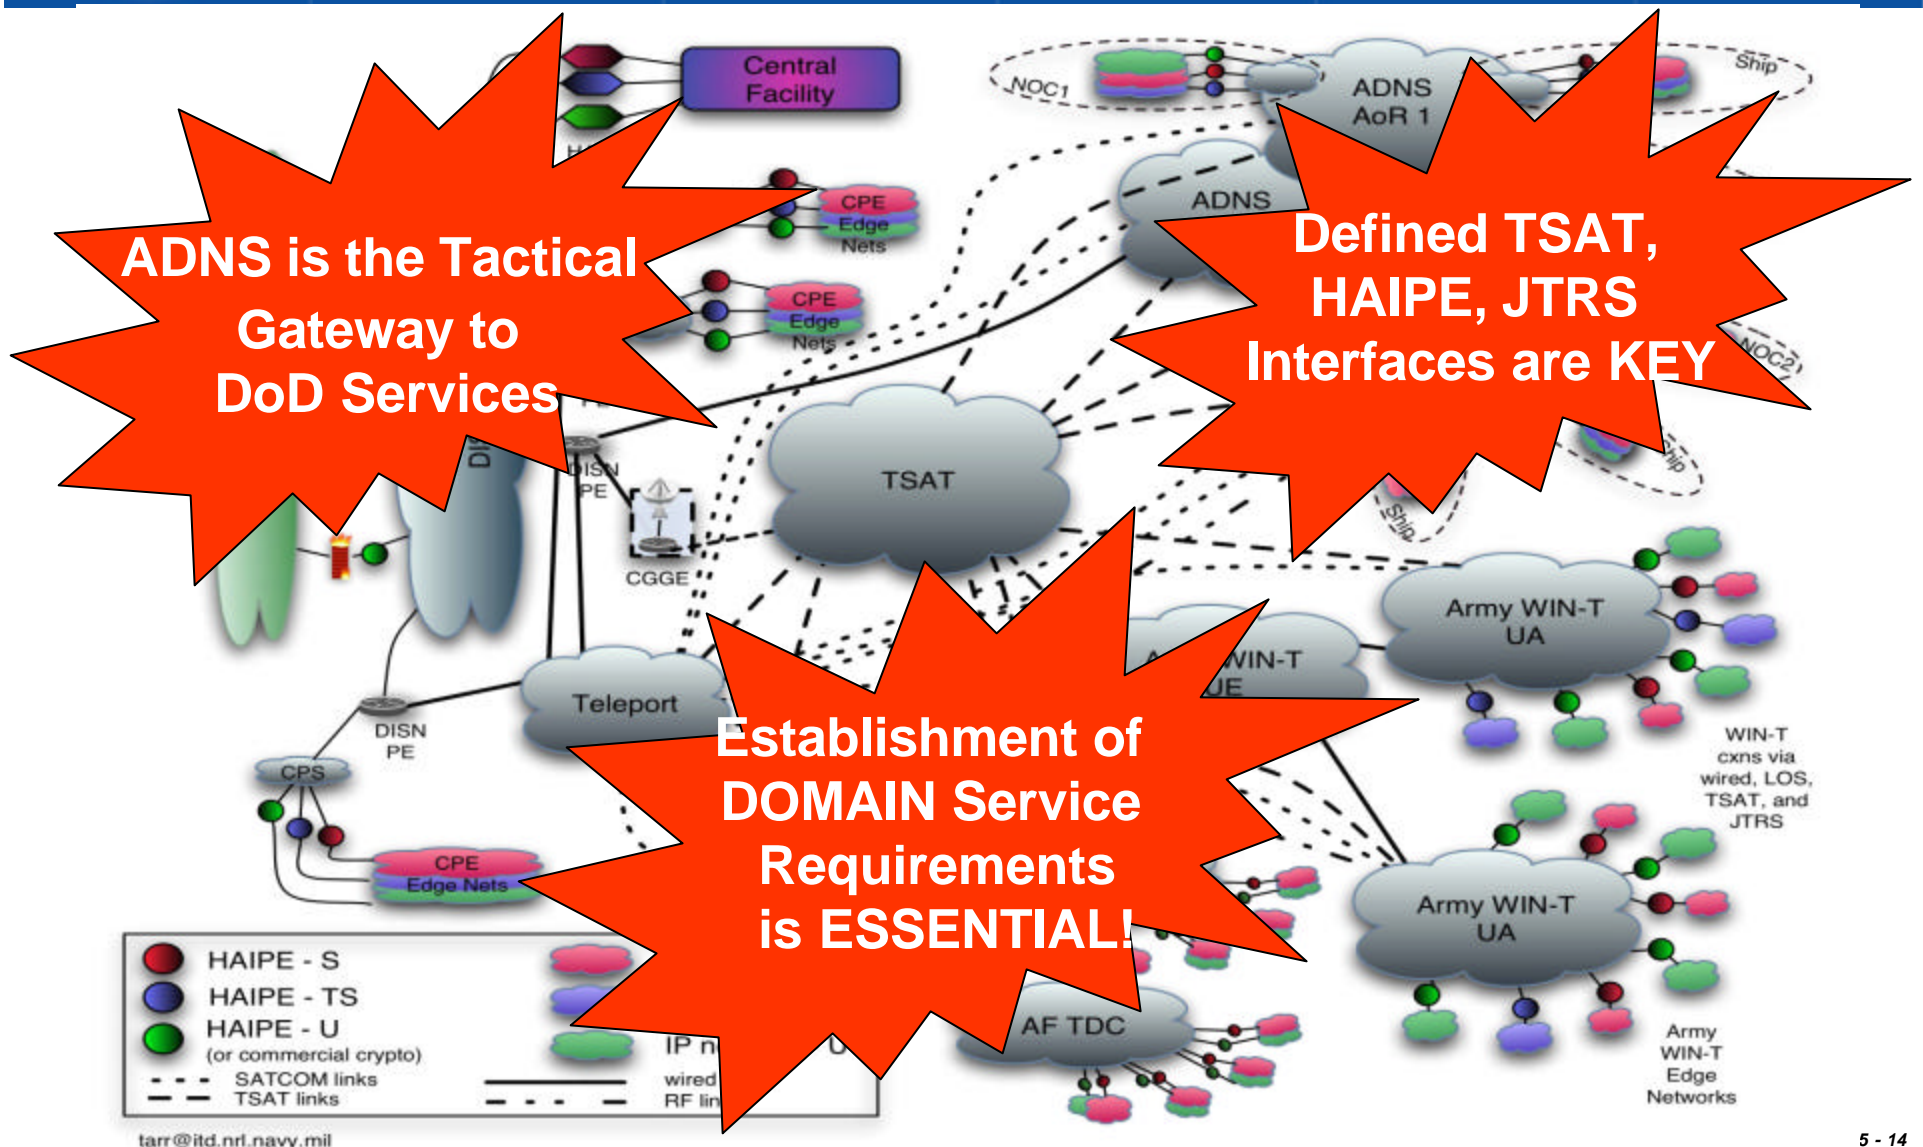 Central
Facility
NOC1
ADNS
AoR 1
Ship
CPE
Edge
Nets
ADNS
ADNS is the Tactical
Gateway to
DoD Services
Defined TSAT,
HAIPE, JTRS
Interfaces are KEY
CPE
Edge
Nets
NOC2
TSAT
DISN
PE
CGGE
Ship
Army WIN-T
UA
WIN-T
UE
Teleport
DISN
PE
CPS
CPE
Edge Nets
Establishment of
DOMAIN Service
Requirements
is ESSENTIAL!
WIN-T
cxns via
wired, LOS,
TSAT, and
JTRS
Army WIN-T
UA
AF TDC
Army
WIN-T
Edge
Networks
HAIPE - S
HAIPE - TS
HAIPE - U
(or commercial crypto)
SATCOM links
TSAT links
IP
U
wired
RF
tarr@itd.nrl.navy.mil
5 - 14